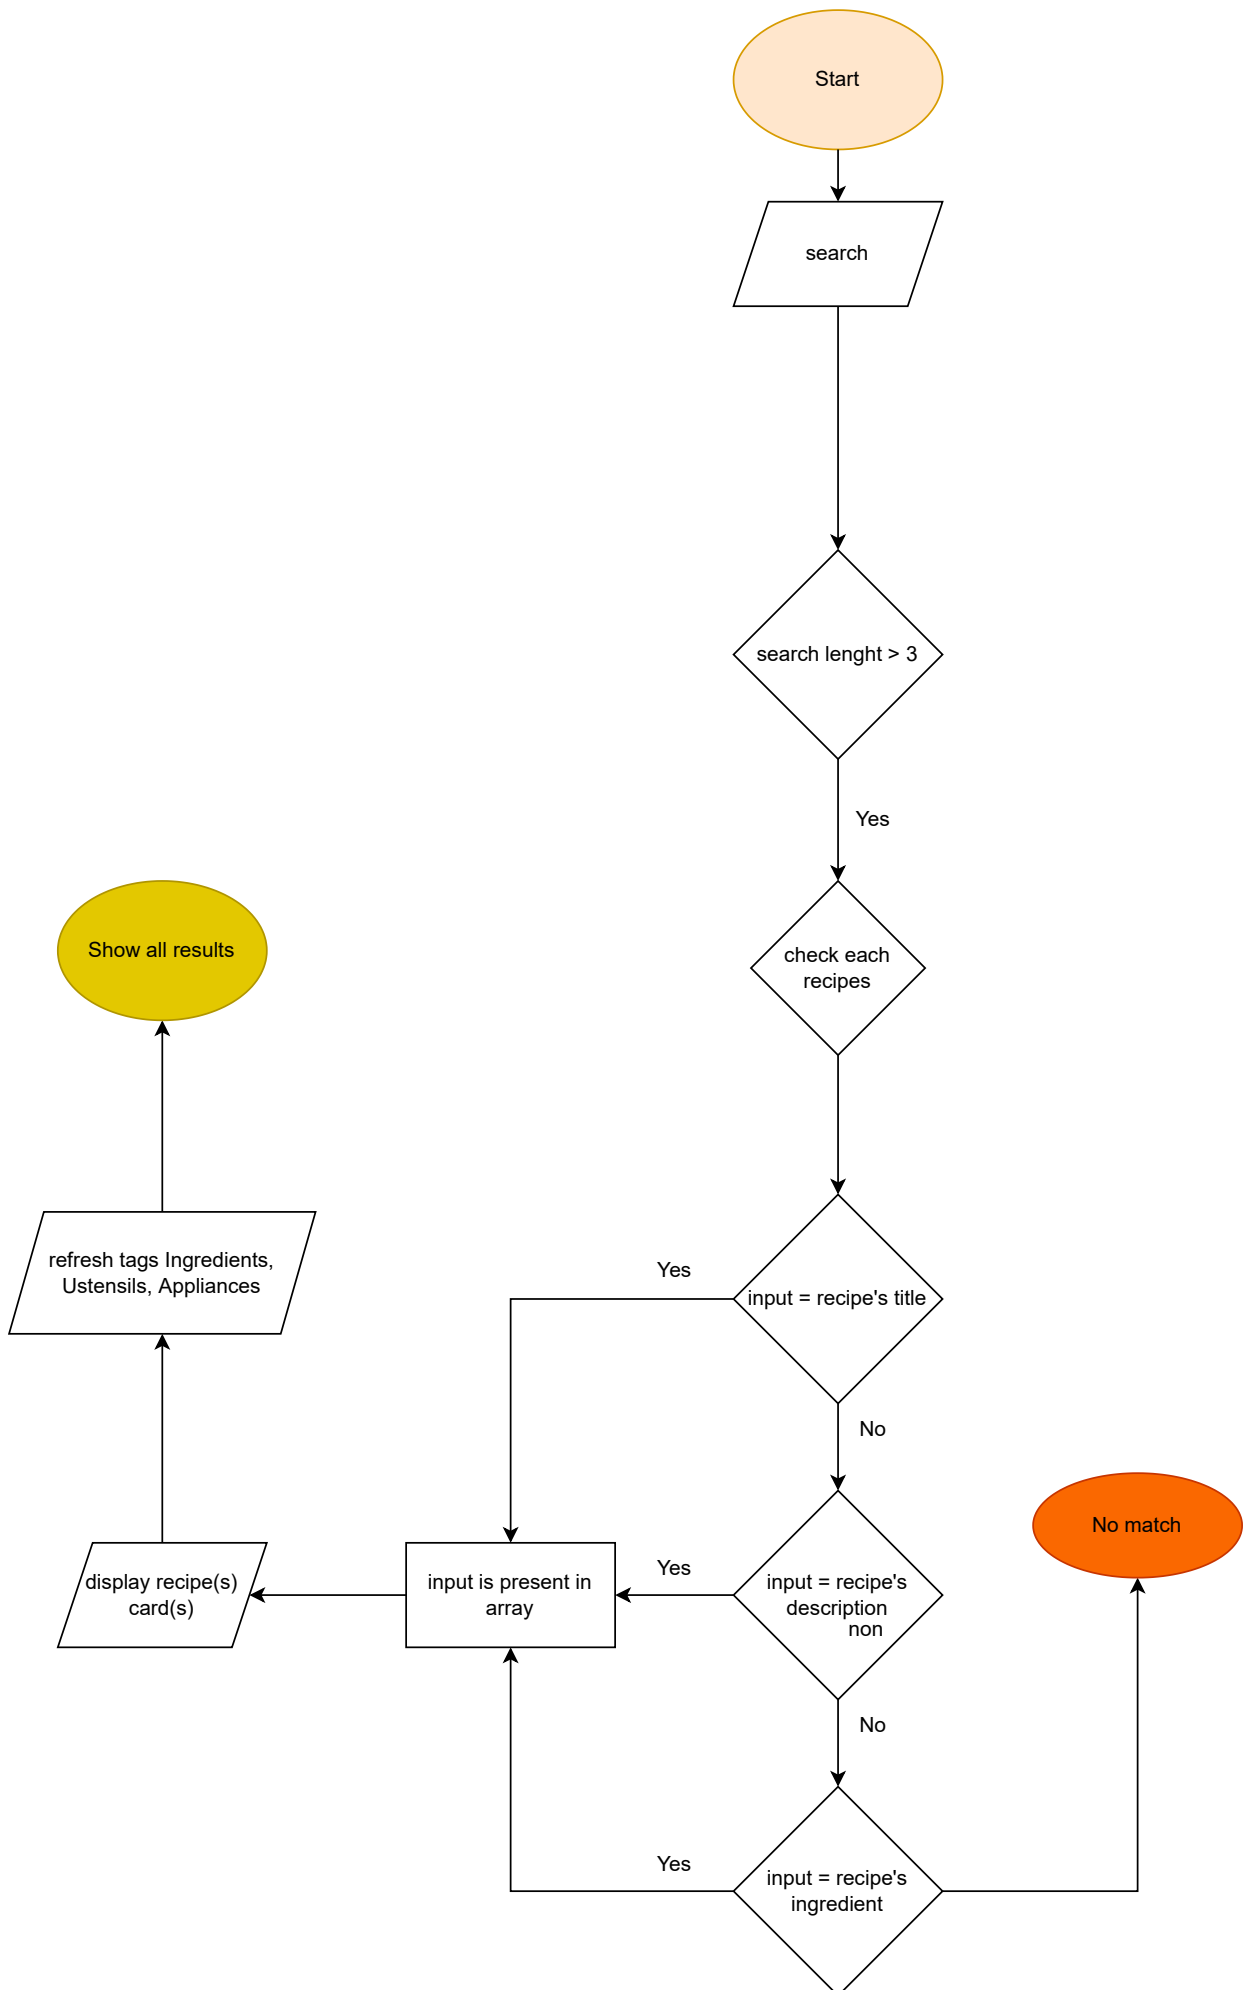 Start
search
search lenght > 3
Yes
check each
recipes
Show all results
refresh tags Ingredients,
Ustensils, Appliances
Yes
input = recipe's title
No
No match
display recipe(s)
card(s)
input is present in
array
Yes
input = recipe's
description
non
No
Yes
input = recipe's
ingredient